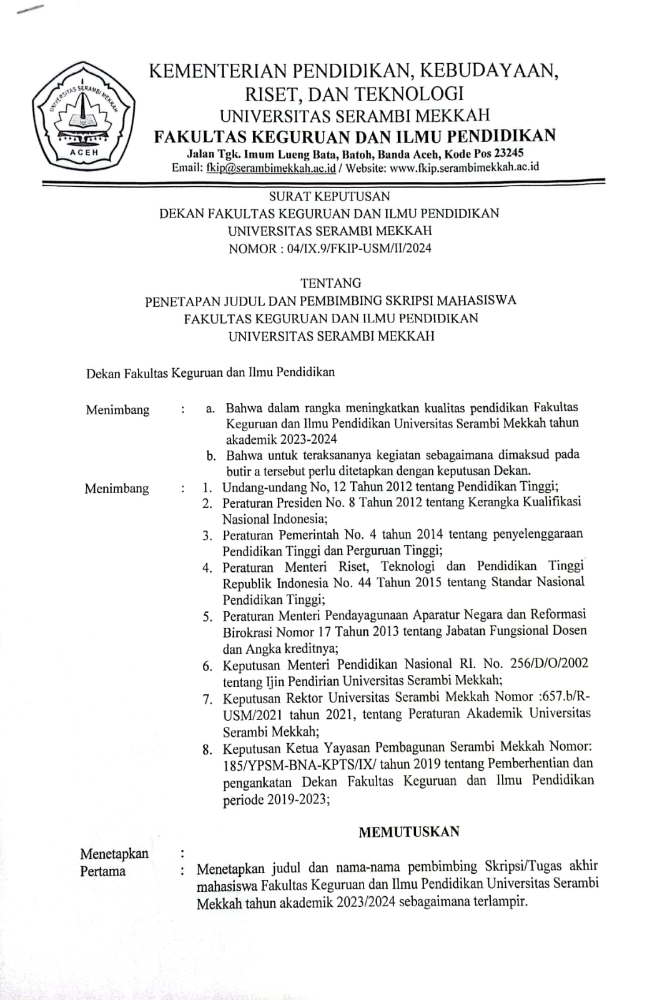 KEMENTERIAN PENDIDIKAN, KEBUDAYAAN,
RISET, DAN TEKNOLOGI
UNIVERSITAS SERAMBI MEKKAH
FAKULTAS KEGURUAN DAN ILMU PENDIDIKAN
Jalan Tgk. Imum Lueng Bata, Batoh, Banda Aceh, Kode Pos 23245
Email: fkip@serambimekkah.ac.id / Website: www.fkip.serambimekkah.ac.id
UNIVERSITAS SERAMBI MEKKAH
ACEH
SURAT KEPUTUSAN
DEKAN FAKULTAS KEGURUAN DAN ILMU PENDIDIKAN
UNIVERSITAS SERAMBI MEKKAH
NOMOR : 04/IX.9/FKIP-USM/II/2024
TENTANG
PENETAPAN JUDUL DAN PEMBIMBING SKRIPSI MAHASISWA
FAKULTAS KEGURUAN DAN ILMU PENDIDIKAN
UNIVERSITAS SERAMBI MEKKAH
Dekan Fakultas Keguruan dan Ilmu Pendidikan
Menimbang : a. Bahwa dalam rangka meningkatkan kualitas pendidikan Fakultas
Keguruan dan Ilmu Pendidikan Universitas Serambi Mekkah tahun
akademik 2023-2024
b. Bahwa untuk teraksananya kegiatan sebagaimana dimaksud pada
butir a tersebut perlu ditetapkan dengan keputusan Dekan.
Menimbang : 1. Undang-undang No, 12 Tahun 2012 tentang Pendidikan Tinggi;
2. Peraturan Presiden No. 8 Tahun 2012 tentang Kerangka Kualifikasi
Nasional Indonesia;
3. Peraturan Pemerintah No. 4 tahun 2014 tentang penyelenggaraan
Pendidikan Tinggi dan Perguruan Tinggi;
4. Peraturan Menteri Riset, Teknologi dan Pendidikan Tinggi
Republik Indonesia No. 44 Tahun 2015 tentang Standar Nasional
Pendidikan Tinggi;
5. Peraturan Menteri Pendayagunaan Aparatur Negara dan Reformasi
Birokrasi Nomor 17 Tahun 2013 tentang Jabatan Fungsional Dosen
dan Angka kreditnya;
6. Keputusan Menteri Pendidikan Nasional RI. No. 256/D/O/2002
tentang Ijin Pendirian Universitas Serambi Mekkah;
7. Keputusan Rektor Universitas Serambi Mekkah Nomor :657.b/R-
USM/2021 tahun 2021, tentang Peraturan Akademik Universitas
Serambi Mekkah;
8. Keputusan Ketua Yayasan Pembagunan Serambi Mekkah Nomor:
185/YPSM-BNA-KPTS/IX/ tahun 2019 tentang Pemberhentian dan
pengankatan Dekan Fakultas Keguruan dan Ilmu Pendidikan
periode 2019-2023;
MEMUTUSKAN
Menetapkan :
Pertama : Menetapkan judul dan nama-nama pembimbing Skripsi/Tugas akhir
mahasiswa Fakultas Keguruan dan Ilmu Pendidikan Universitas Serambi
Mekkah tahun akademik 2023/2024 sebagaimana terlampir.